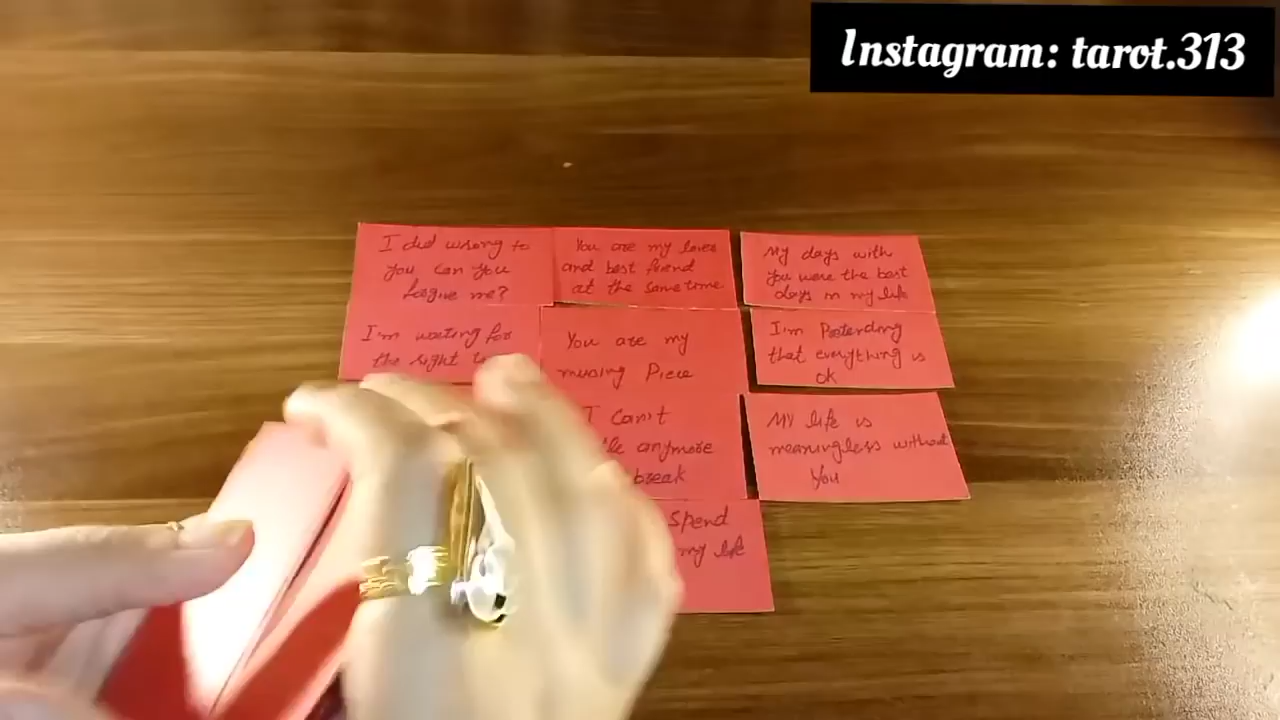 Instagram: tarot.313
I did wrong to
you can you
forgive me?
You are my lover
and best friend
at the same time
My days with
you were the best
days in my life
I'm waiting for
the right
You are my
missing Piece
I'm Pretending
that everything is
ok
I can't
anymore
break
My life is
meaningless without
You
Spend
my life